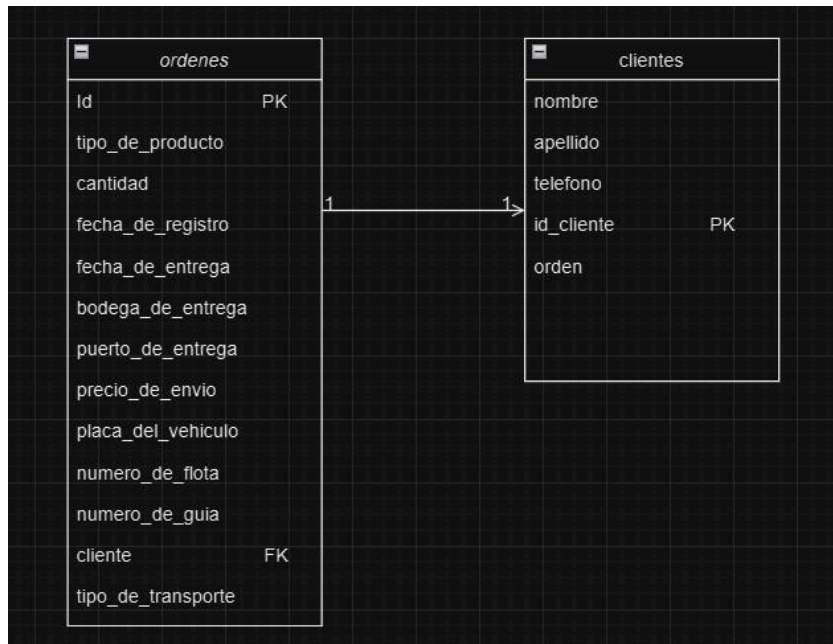 ordenes
Id PK
tipo_de_producto
cantidad
fecha_de_registro
fecha_de_entrega
bodega_de_entrega
puerto_de_entrega
precio_de_envio
placa_del_vehiculo
numero_de_flota
numero_de_guia
cliente FK
tipo_de_transporte
1 1
clientes
nombre
apellido
telefono
id_cliente PK
orden